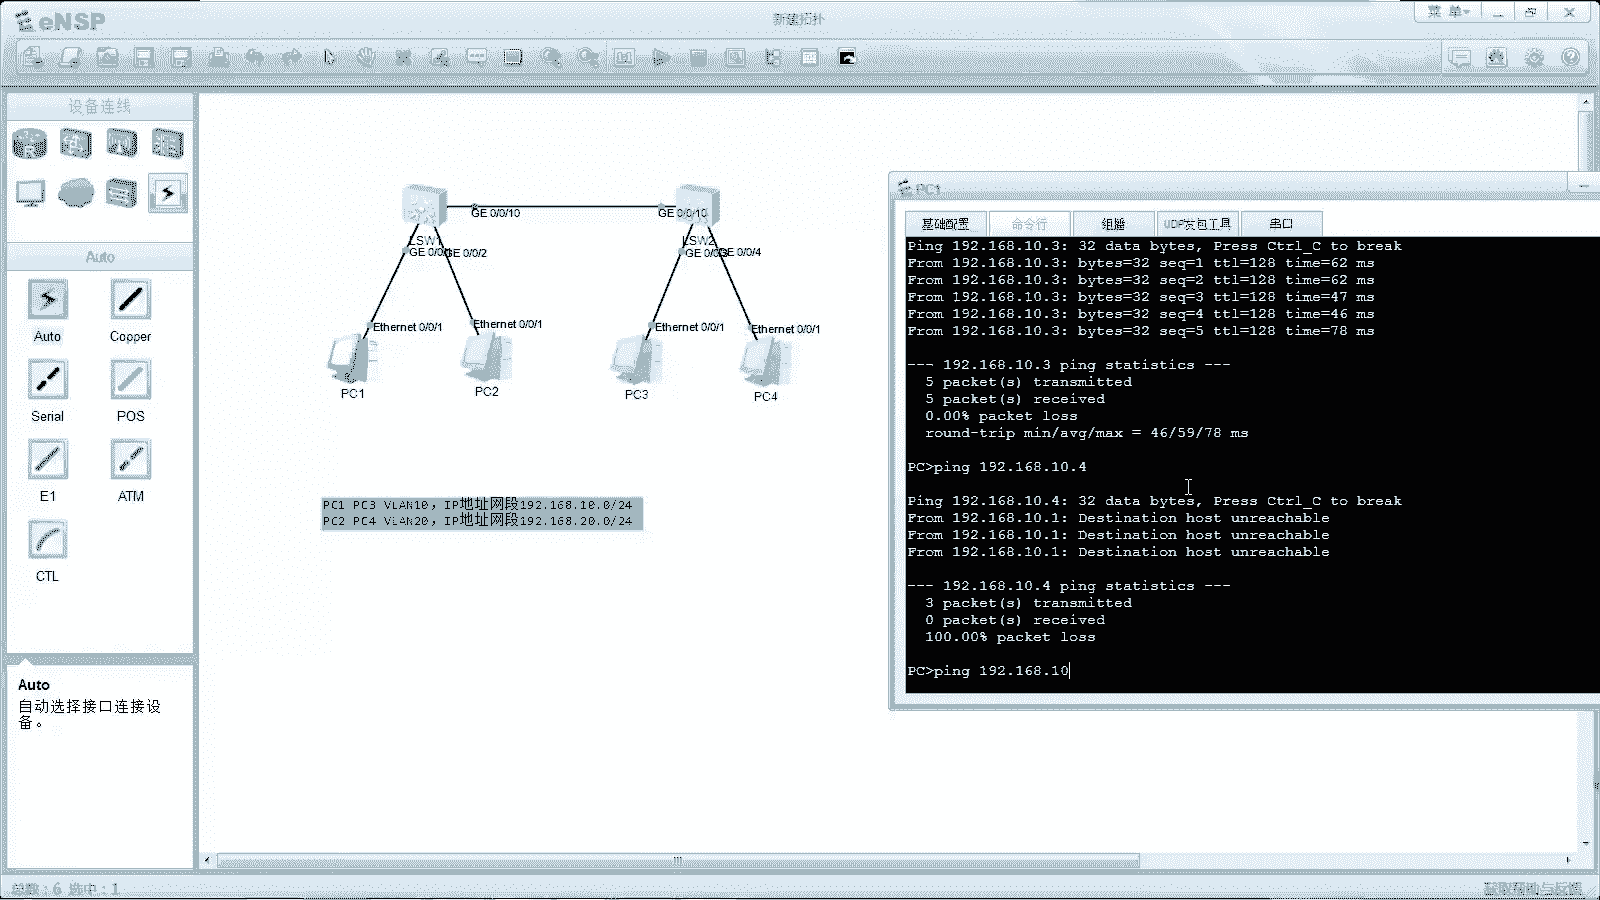 eNSP
新建拓扑
菜 单
设备连线
Auto
Auto
Copper
Serial
POS
E1
ATM
CTL
Auto
自动选择接口连接设
备。
GE 0/0/10
GE 0/0/10
LSW1
LSW2
GE 0/0/2
GE 0/0/4
Ethernet 0/0/1
Ethernet 0/0/1
Ethernet 0/0/1
Ethernet 0/0/1
PC1
PC2
PC3
PC4
PC1 PC3 VLAN10，IP地址网段192.168.10.0/24
PC2 PC4 VLAN20，IP地址网段192.168.20.0/24
PC1
基础配置
命令行
组播
UDP发包工具
串口
Ping 192.168.10.3: 32 data bytes, Press Ctrl_C to break
From 192.168.10.3: bytes=32 seq=1 ttl=128 time=62 ms
From 192.168.10.3: bytes=32 seq=2 ttl=128 time=62 ms
From 192.168.10.3: bytes=32 seq=3 ttl=128 time=47 ms
From 192.168.10.3: bytes=32 seq=4 ttl=128 time=46 ms
From 192.168.10.3: bytes=32 seq=5 ttl=128 time=78 ms
--- 192.168.10.3 ping statistics ---
5 packet(s) transmitted
5 packet(s) received
0.00% packet loss
round-trip min/avg/max = 46/59/78 ms
PC>ping 192.168.10.4
Ping 192.168.10.4: 32 data bytes, Press Ctrl_C to break
From 192.168.10.1: Destination host unreachable
From 192.168.10.1: Destination host unreachable
From 192.168.10.1: Destination host unreachable
--- 192.168.10.4 ping statistics ---
3 packet(s) transmitted
0 packet(s) received
100.00% packet loss
PC>ping 192.168.10
总数：6 选中：1
获取帮助与反馈